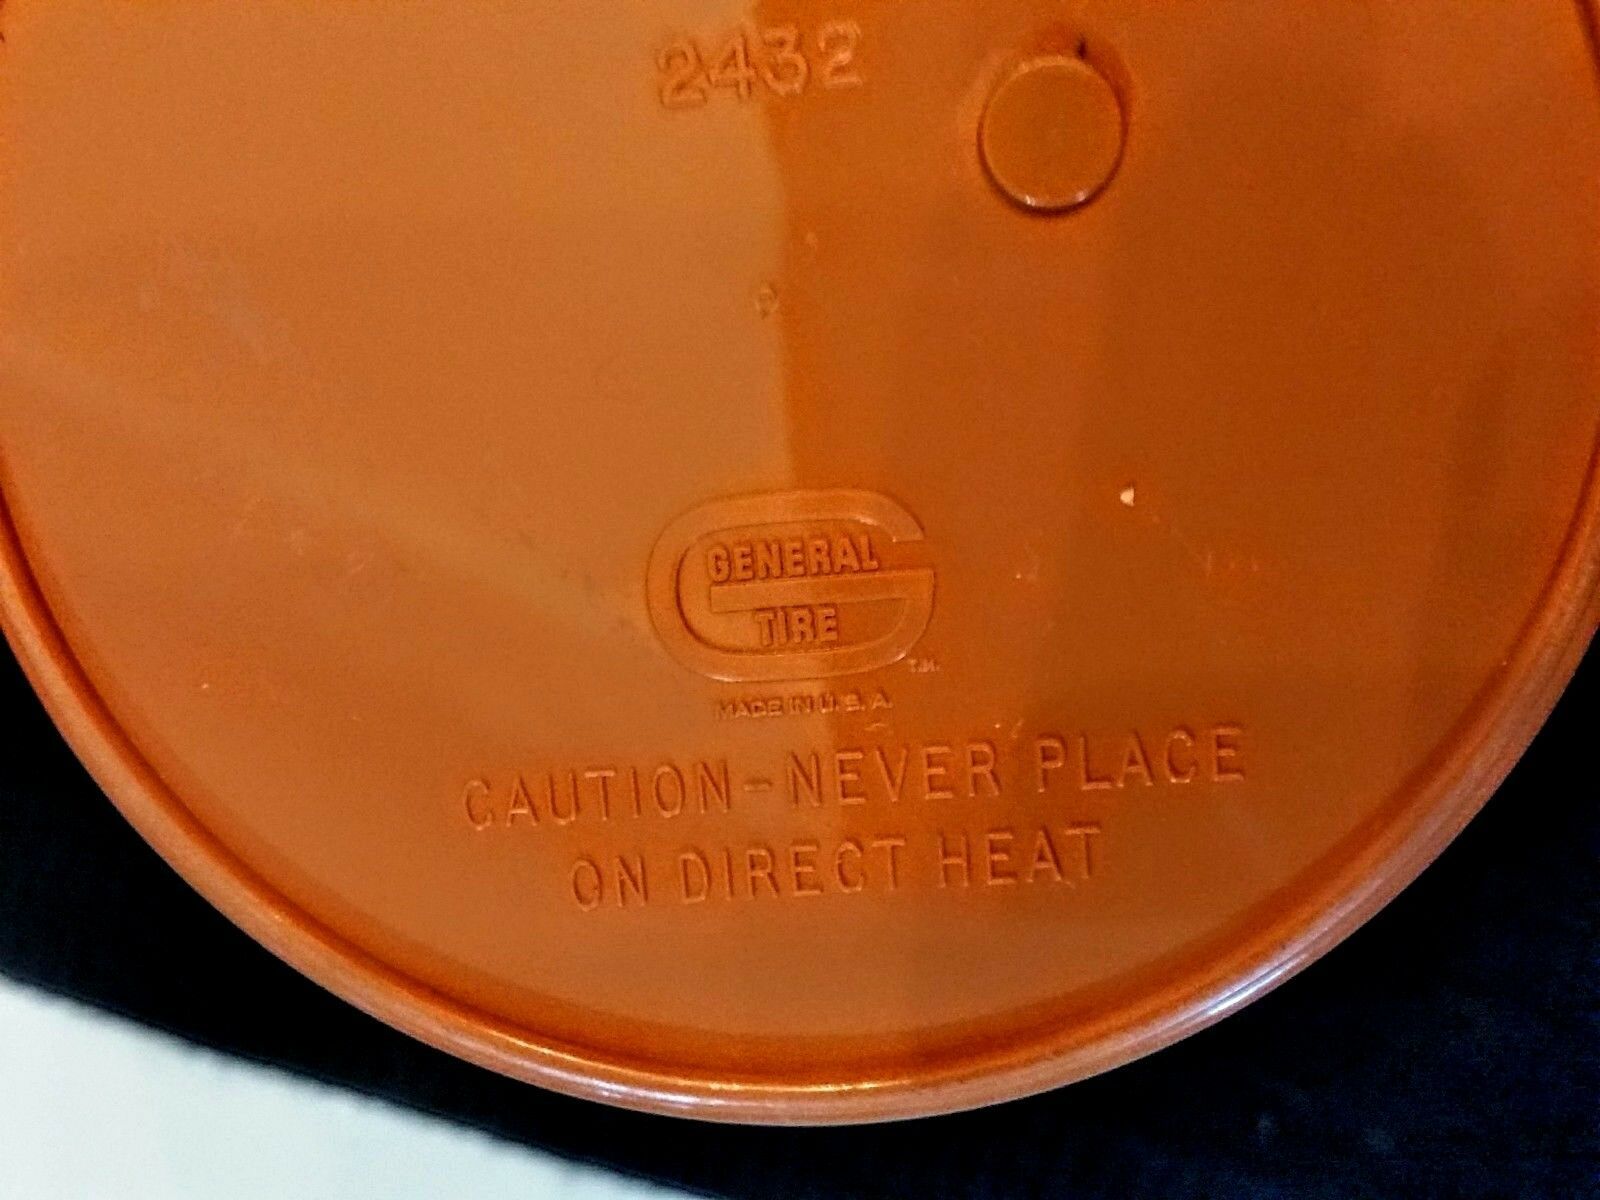 2432
GENERAL
TIRE
T.M.
MADE IN U.S.A.
CAUTION-NEVER PLACE
ON DIRECT HEAT